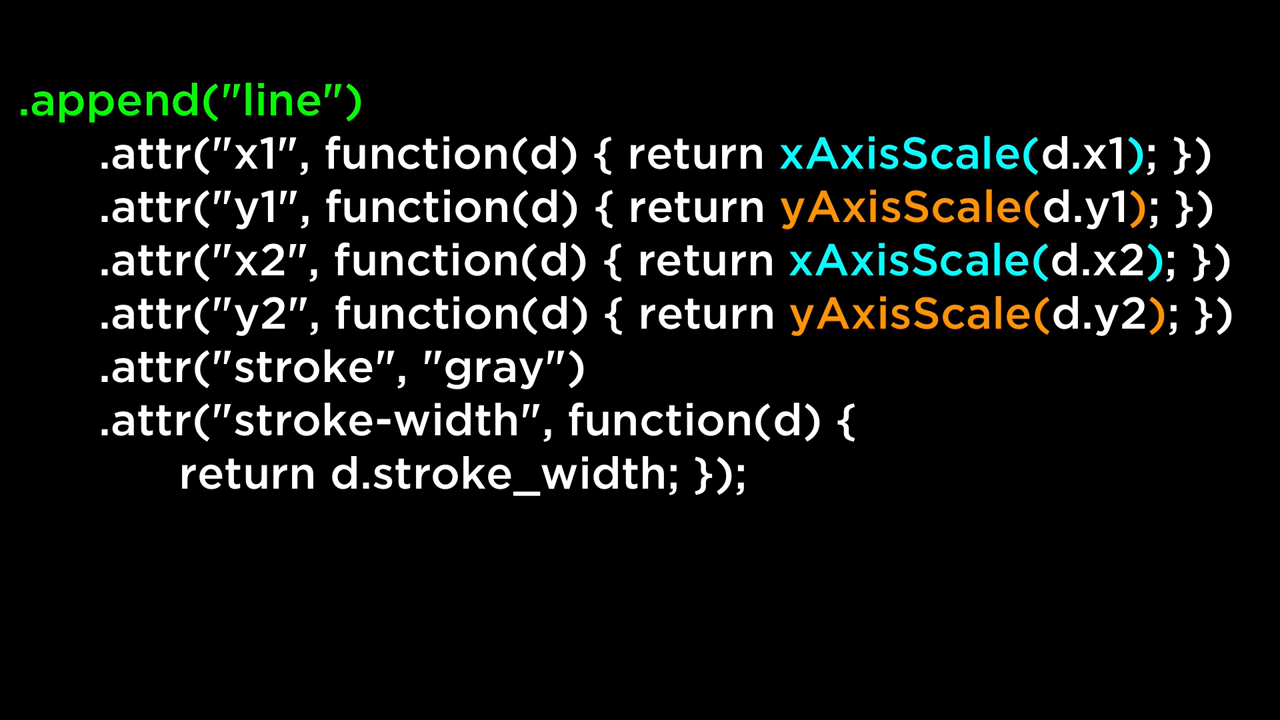 .append("line")
.attr("x1", function(d) { return xAxisScale(d.x1); })
.attr("y1", function(d) { return yAxisScale(d.y1); })
.attr("x2", function(d) { return xAxisScale(d.x2); })
.attr("y2", function(d) { return yAxisScale(d.y2); })
.attr("stroke", "gray")
.attr("stroke-width", function(d) {
return d.stroke_width; });